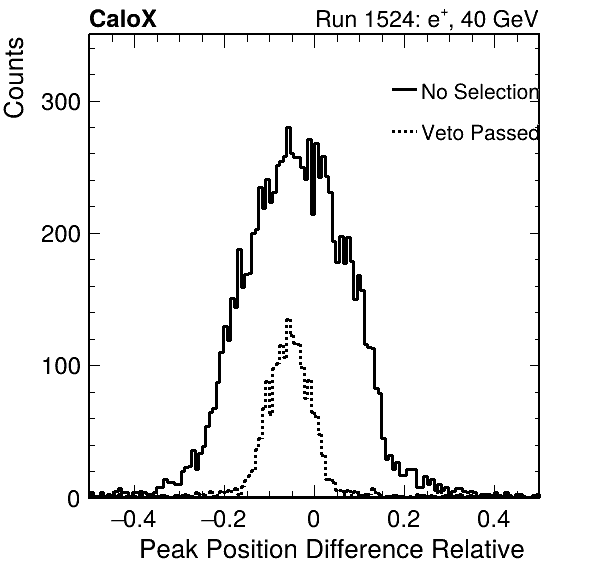 CaloX Run 1524: e⁺, 40 GeV
Counts
300
200
100
0
No Selection
Veto Passed
−0.4 −0.2 0 0.2 0.4
Peak Position Difference Relative